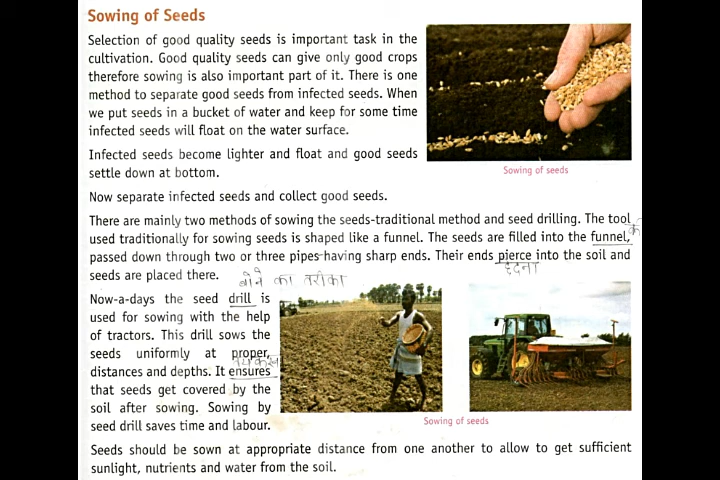 Sowing of Seeds
Selection of good quality seeds is important task in the
cultivation. Good quality seeds can give only good crops
therefore sowing is also important part of it. There is one
method to separate good seeds from infected seeds. When
we put seeds in a bucket of water and keep for some time
infected seeds will float on the water surface.
Infected seeds become lighter and float and good seeds
settle down at bottom.
Sowing of seeds
Now separate infected seeds and collect good seeds.
There are mainly two methods of sowing the seeds-traditional method and seed drilling. The tool
used traditionally for sowing seeds is shaped like a funnel. The seeds are filled into the funnel,
passed down through two or three pipes-having sharp ends. Their ends pierce into the soil and
seeds are placed there.
बोने का तरीका
Now-a-days the seed drill is
used for sowing with the help
of tractors. This drill sows the
seeds uniformly at proper
distances and depths. It ensures
that seeds get covered by the
soil after sowing. Sowing by
seed drill saves time and labour.
Sowing of seeds
Seeds should be sown at appropriate distance from one another to allow to get sufficient
sunlight, nutrients and water from the soil.